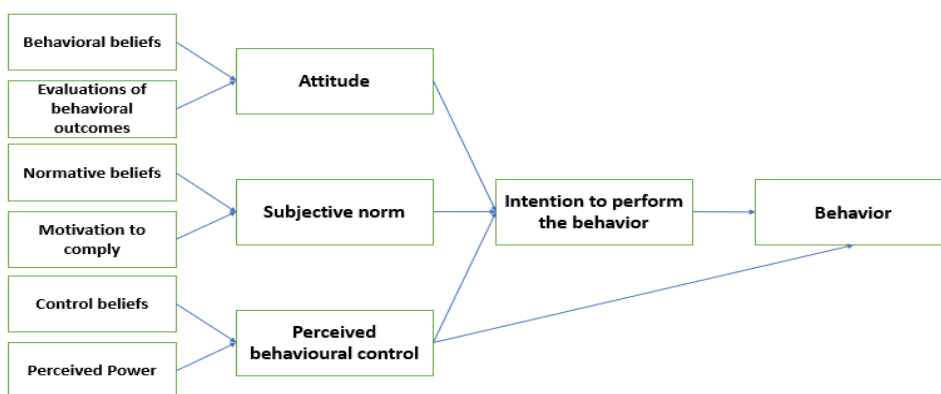 Behavioral beliefs
Evaluations of
behavioral
outcomes
Attitude
Normative beliefs
Motivation to
comply
Subjective norm
Control beliefs
Perceived Power
Perceived
behavioural control
Intention to perform
the behavior
Behavior